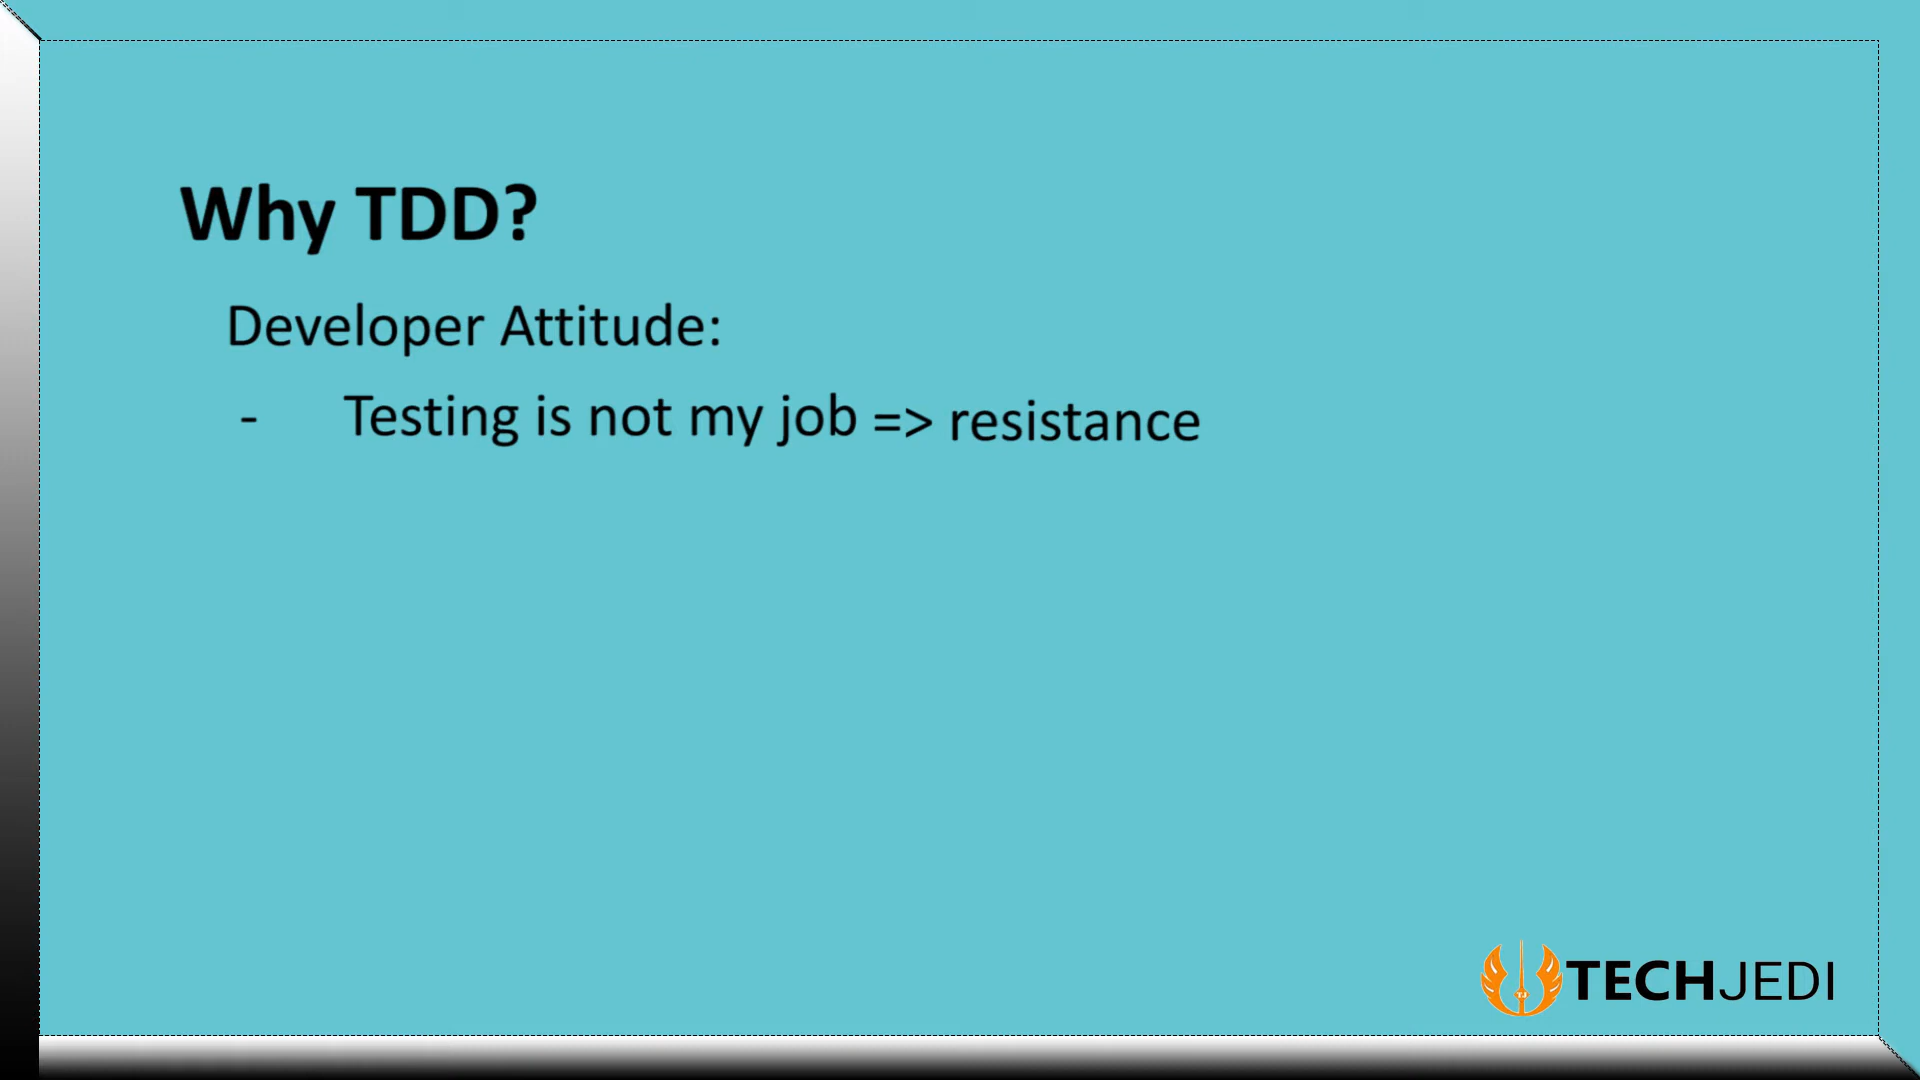 Why TDD?
Developer Attitude:
- Testing is not my job => resistance
TECHJEDI